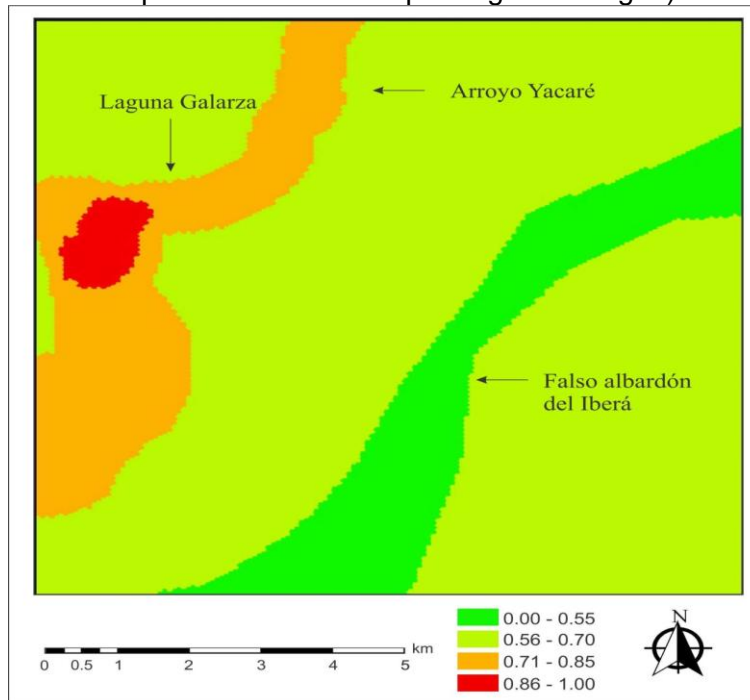 Laguna Galarza
Arroyo Yacaré
Falso albardón
del Iberá
0 0.5 1 2 3 4 5 km
0.00 - 0.55
0.56 - 0.70
0.71 - 0.85
0.86 - 1.00
N